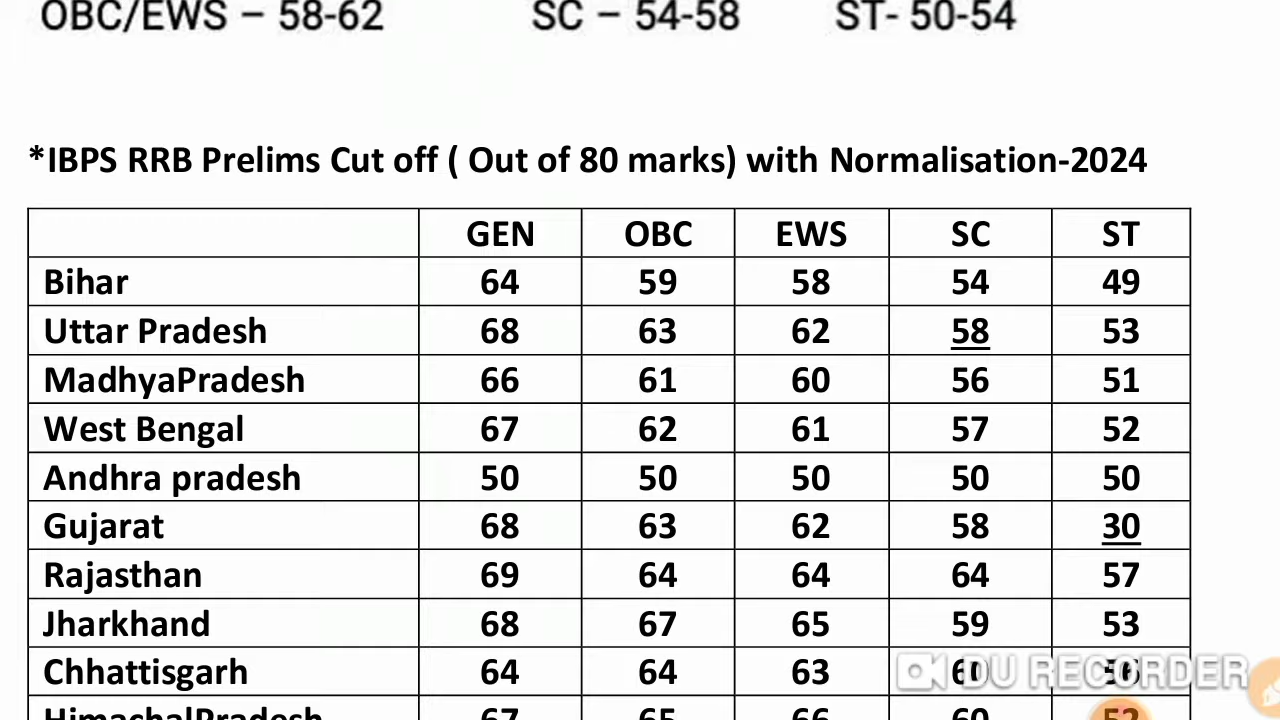 OBC/EWS – 58-62 SC – 54-58 ST- 50-54
*IBPS RRB Prelims Cut off ( Out of 80 marks) with Normalisation-2024
GEN OBC EWS SC ST
Bihar 64 59 58 54 49
Uttar Pradesh 68 63 62 58 53
MadhyaPradesh 66 61 60 56 51
West Bengal 67 62 61 57 52
Andhra pradesh 50 50 50 50 50
Gujarat 68 63 62 58 30
Rajasthan 69 64 64 64 57
Jharkhand 68 67 65 59 53
Chhattisgarh 64 64 63 60 56
DU RECORDER
HimachalPradesh 67 65 66 60 52